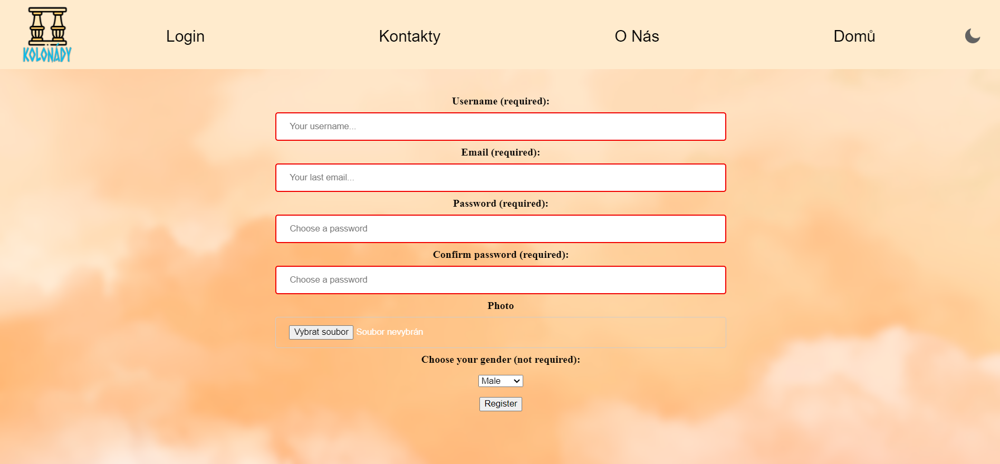 KOLONÁDY
Login
Kontakty
O Nás
Domů
Username (required):
Your username...
Email (required):
Your last email...
Password (required):
Choose a password
Confirm password (required):
Choose a password
Photo
Vybrat soubor Soubor nevybrán
Choose your gender (not required):
Male
Register